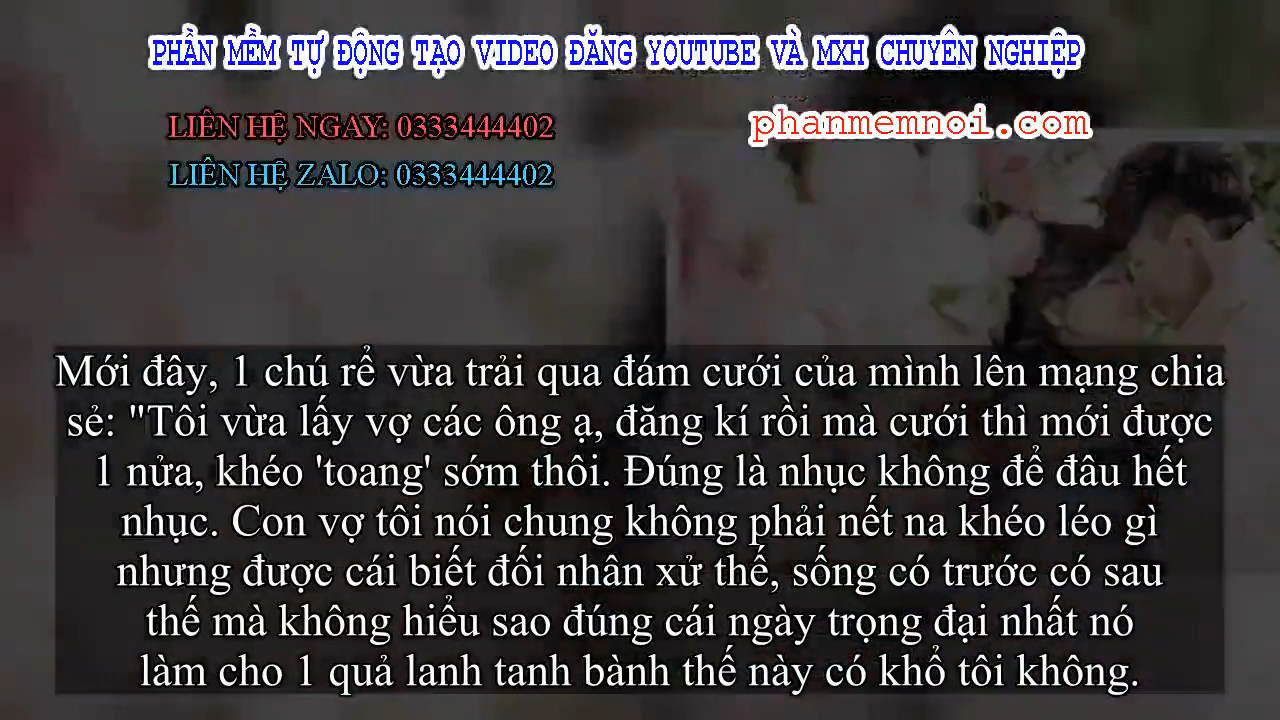 PHẦN MỀM TỰ ĐỘNG TẠO VIDEO ĐĂNG YOUTUBE VÀ MXH CHUYÊN NGHIỆP
LIÊN HỆ NGAY: 0333444402
phanmemnoi.com
LIÊN HỆ ZALO: 0333444402
Mới đây, 1 chú rể vừa trải qua đám cưới của mình lên mạng chia
sẻ: "Tôi vừa lấy vợ các ông ạ, đăng kí rồi mà cưới thì mới được
1 nửa, khéo 'toang' sớm thôi. Đúng là nhục không để đâu hết
nhục. Con vợ tôi nói chung không phải nết na khéo léo gì
nhưng được cái biết đối nhân xử thế, sống có trước có sau
thế mà không hiểu sao đúng cái ngày trọng đại nhất nó
làm cho 1 quả lanh tanh bành thế này có khổ tôi không.